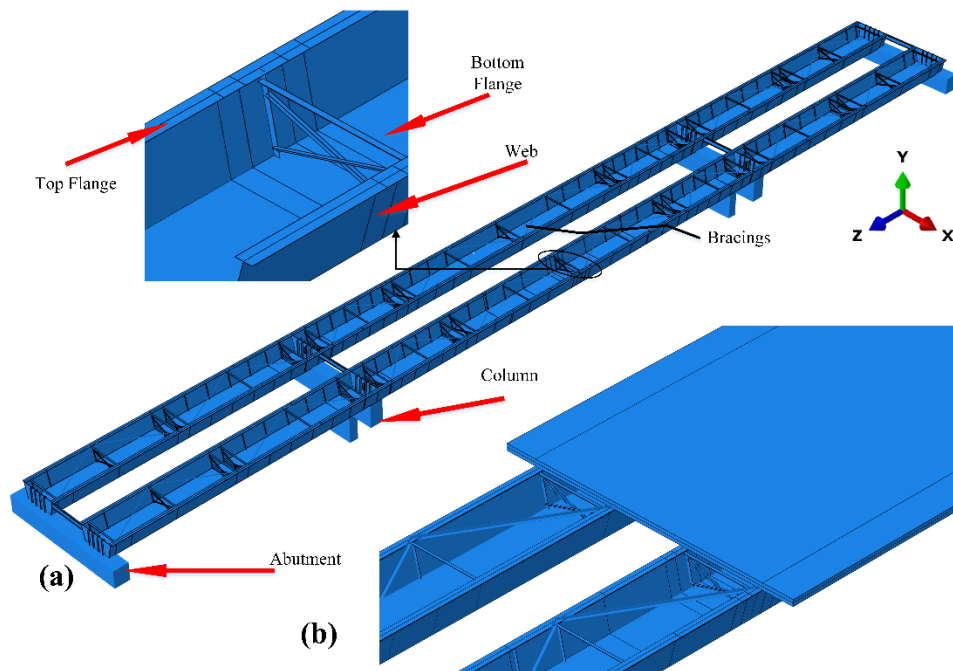 Bottom
Flange
Top Flange
Web
Y
Z
X
Bracings
Column
Abutment
(a)
(b)